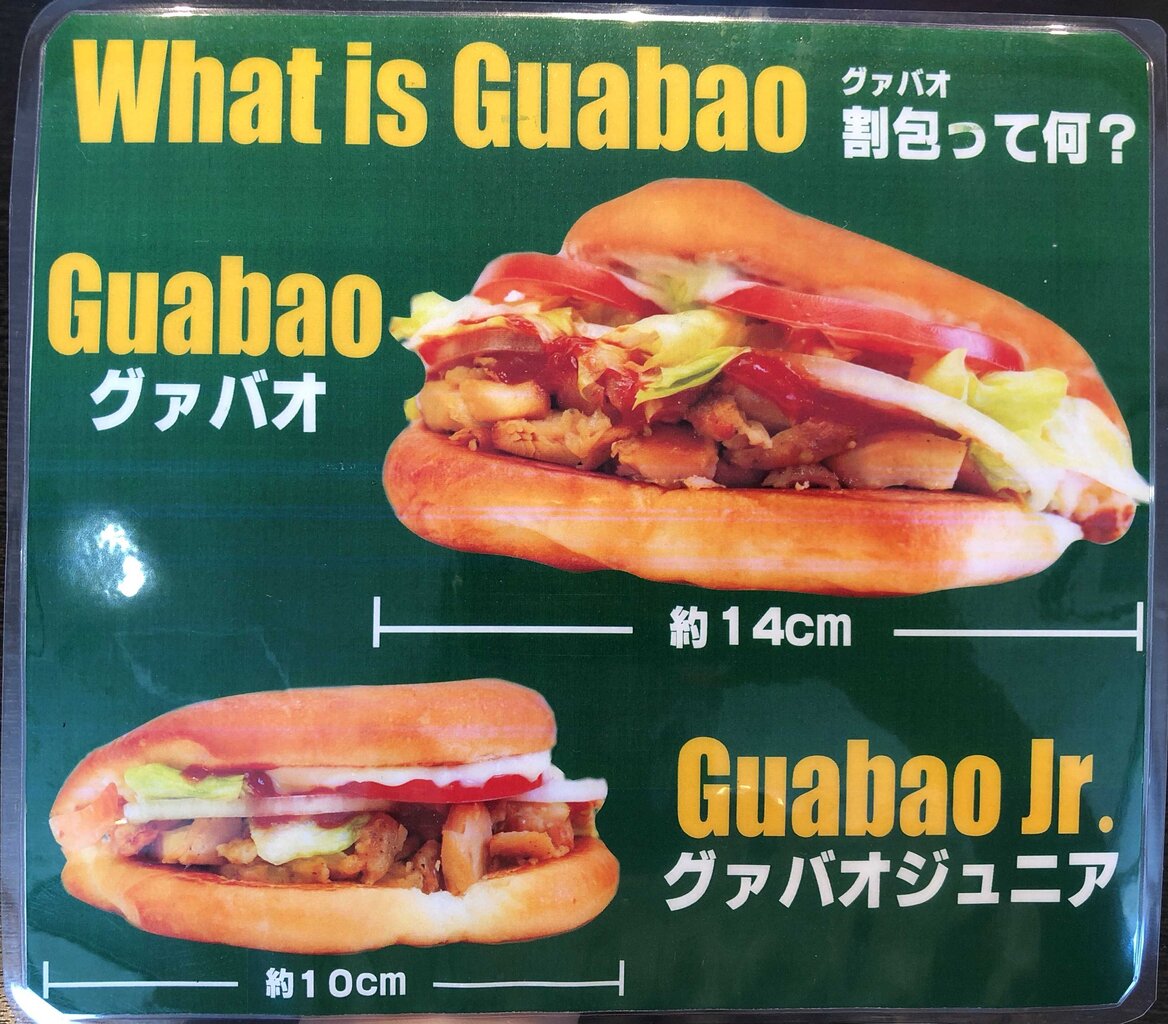 What is Guabao
グァバオ
割包って何？
Guabao
グァバオ
約14cm
Guabao Jr.
グァバオジュニア
約10cm